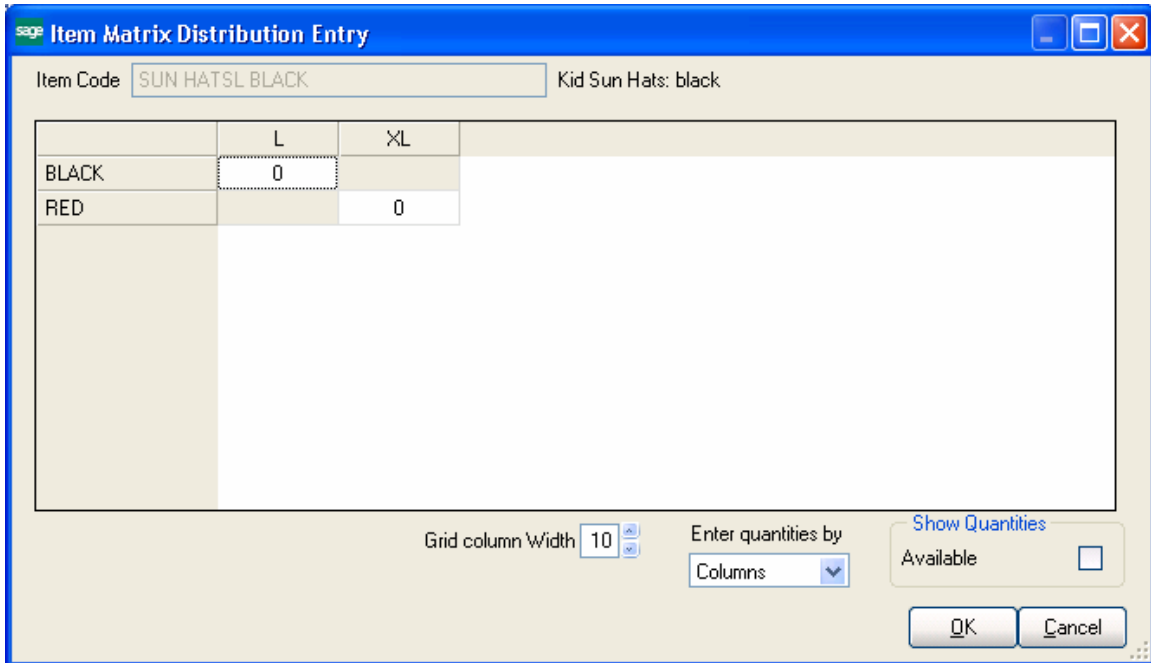 sage Item Matrix Distribution Entry
Item Code SUN HATSL BLACK Kid Sun Hats: black
L XL
BLACK 0
RED 0
Grid column Width 10
Enter quantities by
Columns
Show Quantities
Available
OK Cancel